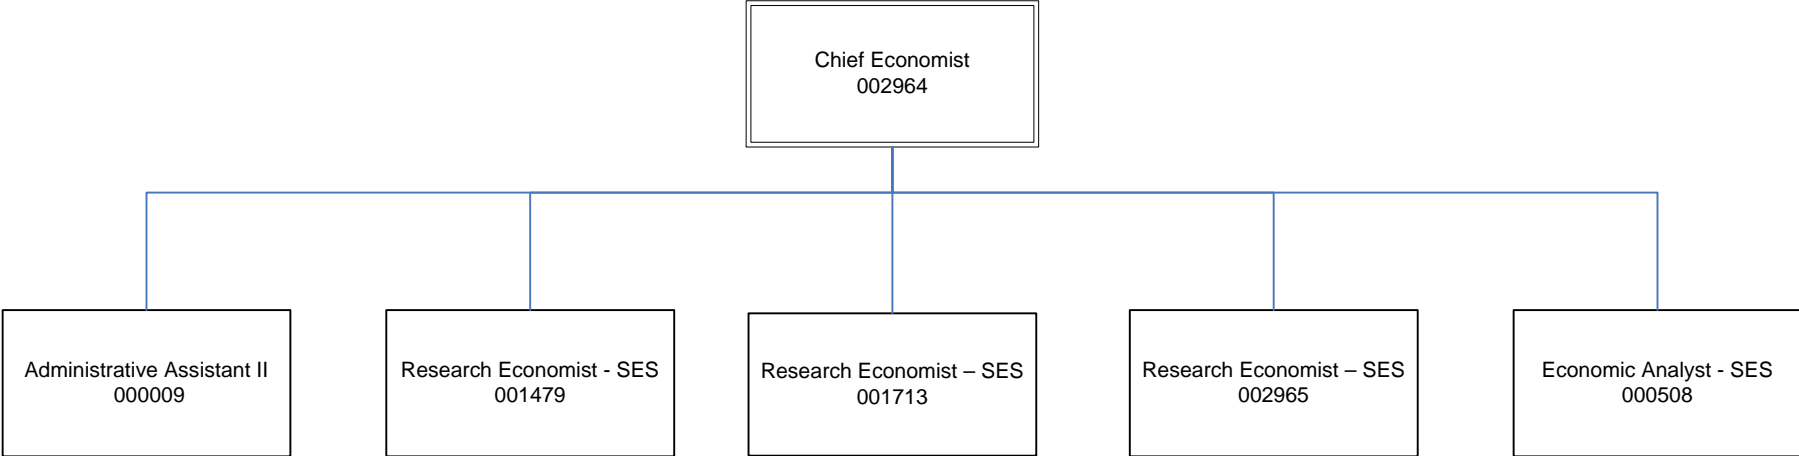 Chief Economist
002964
Administrative Assistant II
000009
Research Economist - SES
001479
Research Economist – SES
001713
Research Economist – SES
002965
Economic Analyst - SES
000508